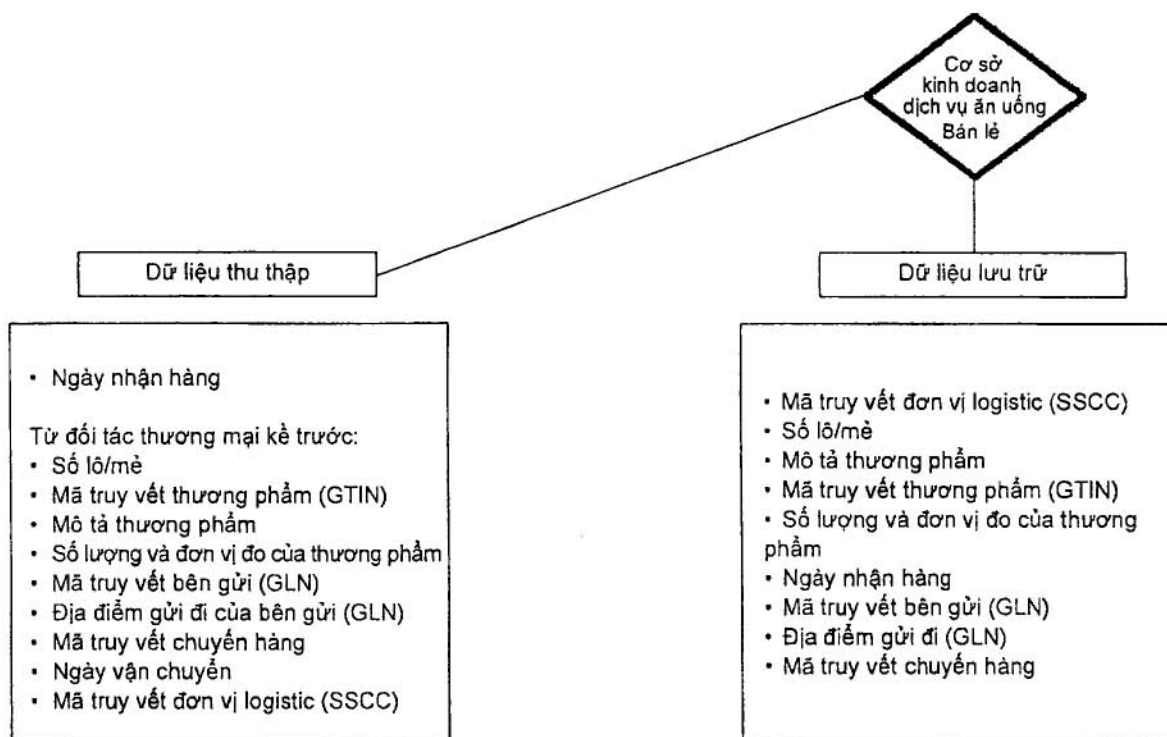 Cơ sở
kinh doanh
dịch vụ ăn uống
Bán lẻ
Dữ liệu thu thập
• Ngày nhận hàng
Từ đối tác thương mại kề trước:
• Số lô/mẻ
• Mã truy vết thương phẩm (GTIN)
• Mô tả thương phẩm
• Số lượng và đơn vị đo của thương phẩm
• Mã truy vết bên gửi (GLN)
• Địa điểm gửi đi của bên gửi (GLN)
• Mã truy vết chuyến hàng
• Ngày vận chuyển
• Mã truy vết đơn vị logistic (SSCC)
Dữ liệu lưu trữ
• Mã truy vết đơn vị logistic (SSCC)
• Số lô/mẻ
• Mô tả thương phẩm
• Mã truy vết thương phẩm (GTIN)
• Số lượng và đơn vị đo của thương
phẩm
• Ngày nhận hàng
• Mã truy vết bên gửi (GLN)
• Địa điểm gửi đi (GLN)
• Mã truy vết chuyến hàng